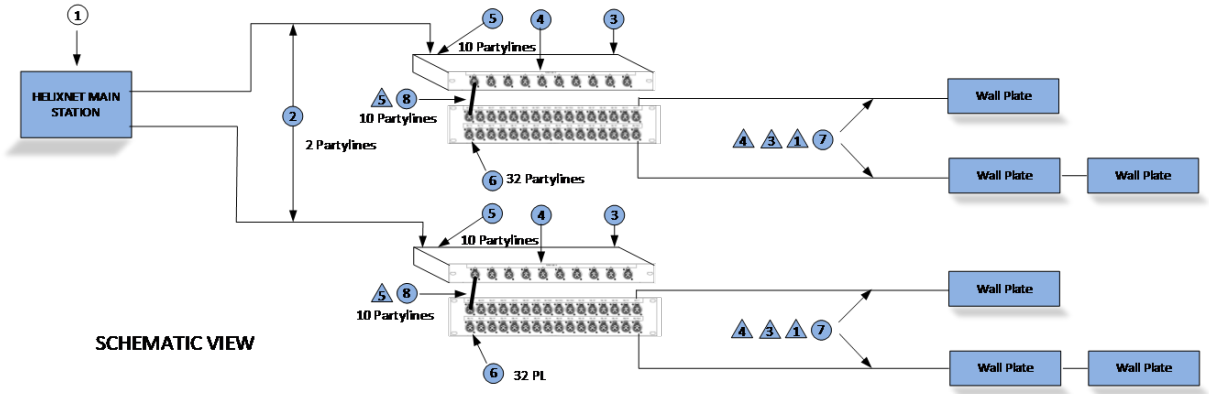 1
5
4
3
10 Partylines
HELIXNET MAIN
STATION
2
2 Partylines
5 8
10 Partylines
6 32 Partylines
Wall Plate
4 3 1 7
Wall Plate Wall Plate
5
4
3
10 Partylines
5 8
10 Partylines
6 32 PL
Wall Plate
4 3 1 7
Wall Plate Wall Plate
SCHEMATIC VIEW